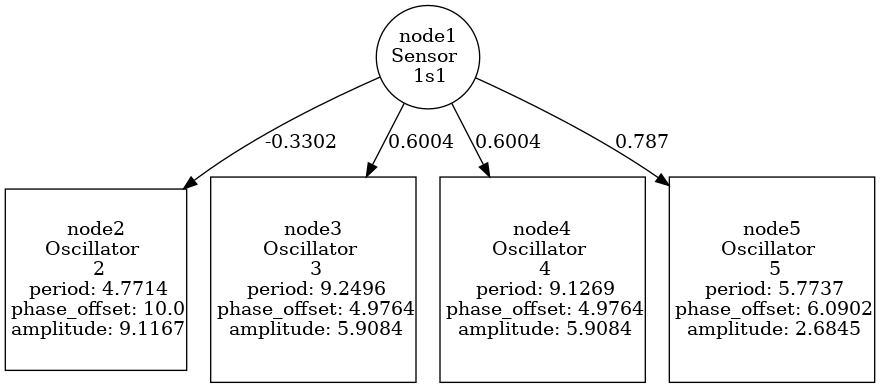 node1
Sensor
1s1
-0.3302
0.6004
0.6004
0.787
node2
Oscillator
2
period: 4.7714
phase_offset: 10.0
amplitude: 9.1167
node3
Oscillator
3
period: 9.2496
phase_offset: 4.9764
amplitude: 5.9084
node4
Oscillator
4
period: 9.1269
phase_offset: 4.9764
amplitude: 5.9084
node5
Oscillator
5
period: 5.7737
phase_offset: 6.0902
amplitude: 2.6845